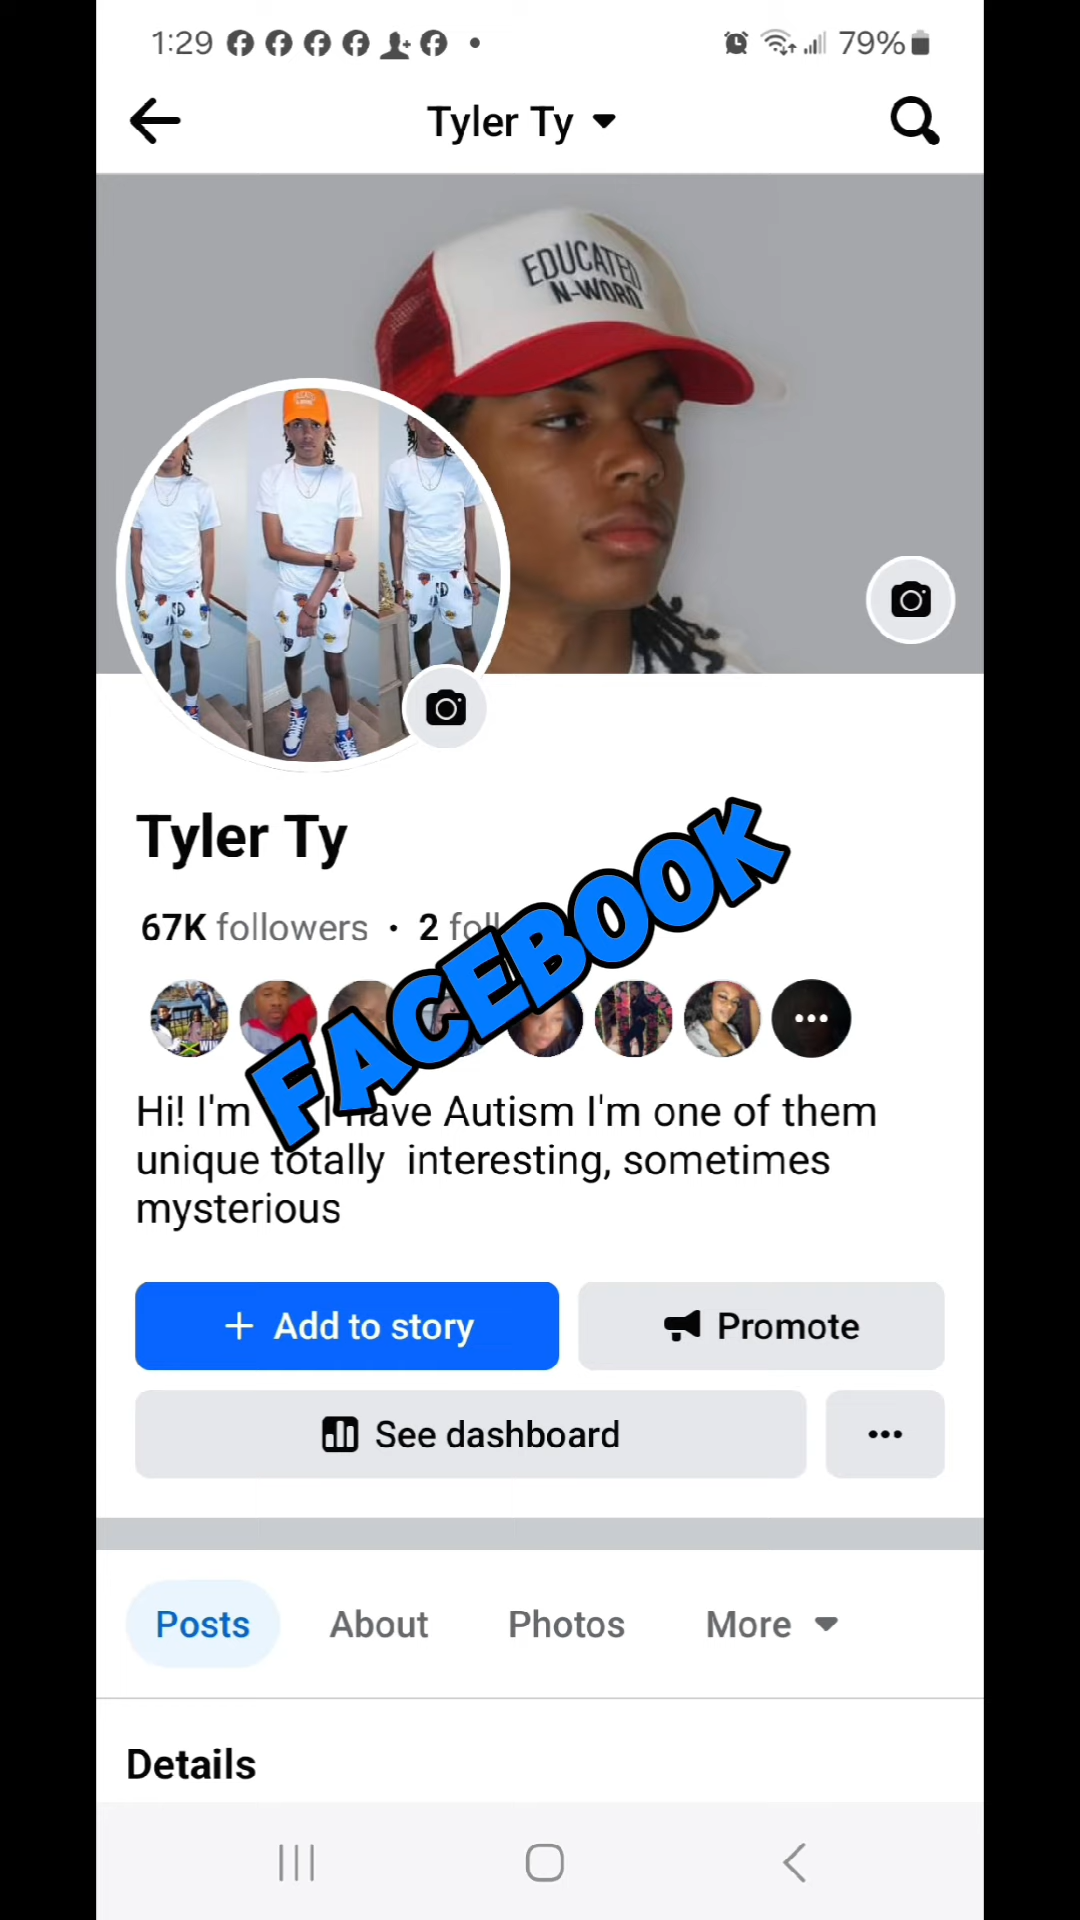 1:29
79%
Tyler Ty
EDUCATED
N-WORD
Tyler Ty
67K followers · 2
FACEBOOK
Hi! I'm I have Autism I'm one of them
unique totally interesting, sometimes
mysterious
+ Add to story
Promote
See dashboard
Posts
About
Photos
More
Details